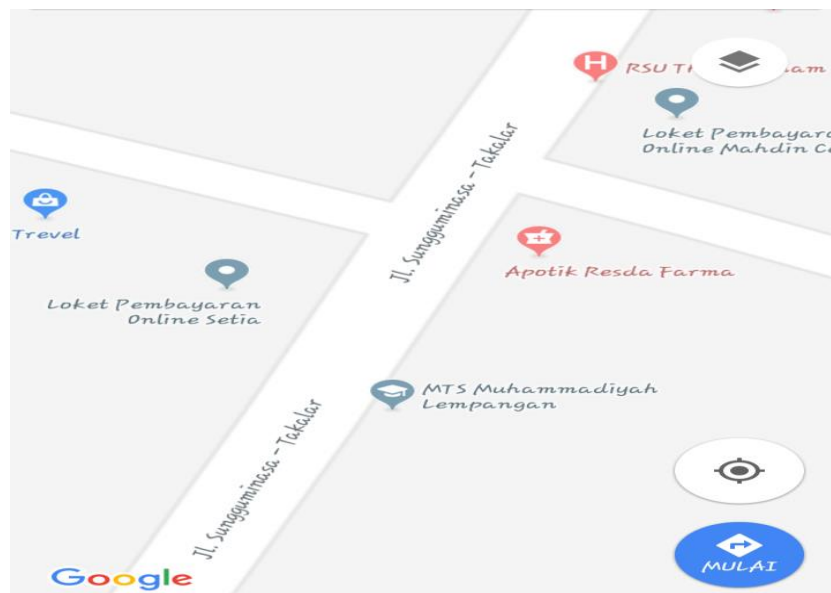 H
RSU
Loket Pembayara
Online Mahdin
Jl. Sungguminasa - Takalar
Trevel
Apotik Resda Farma
Loket Pembayaran
Online Setia
MTS Muhammadiyah
Lempangan
Jl. Sungguminasa - Takalar
Google
MULAI